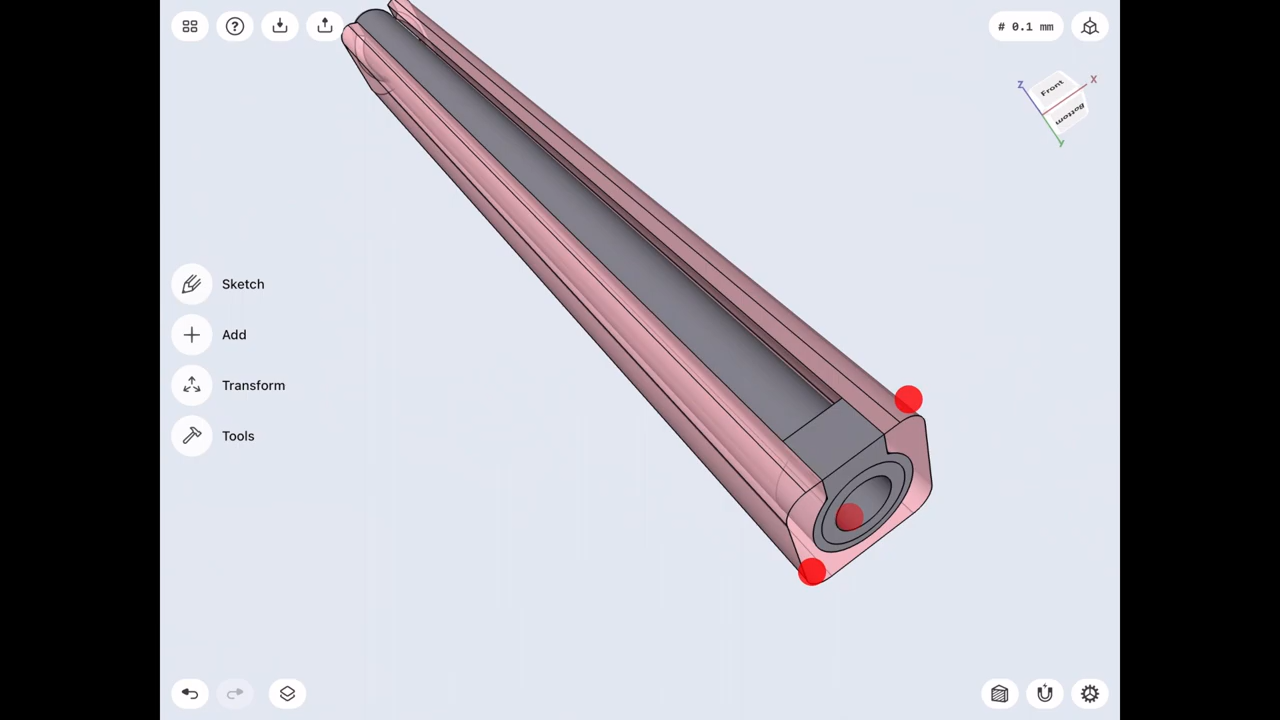 # 0.1 mm
Z
X
Front
Bottom
Y
Sketch
Add
Transform
Tools